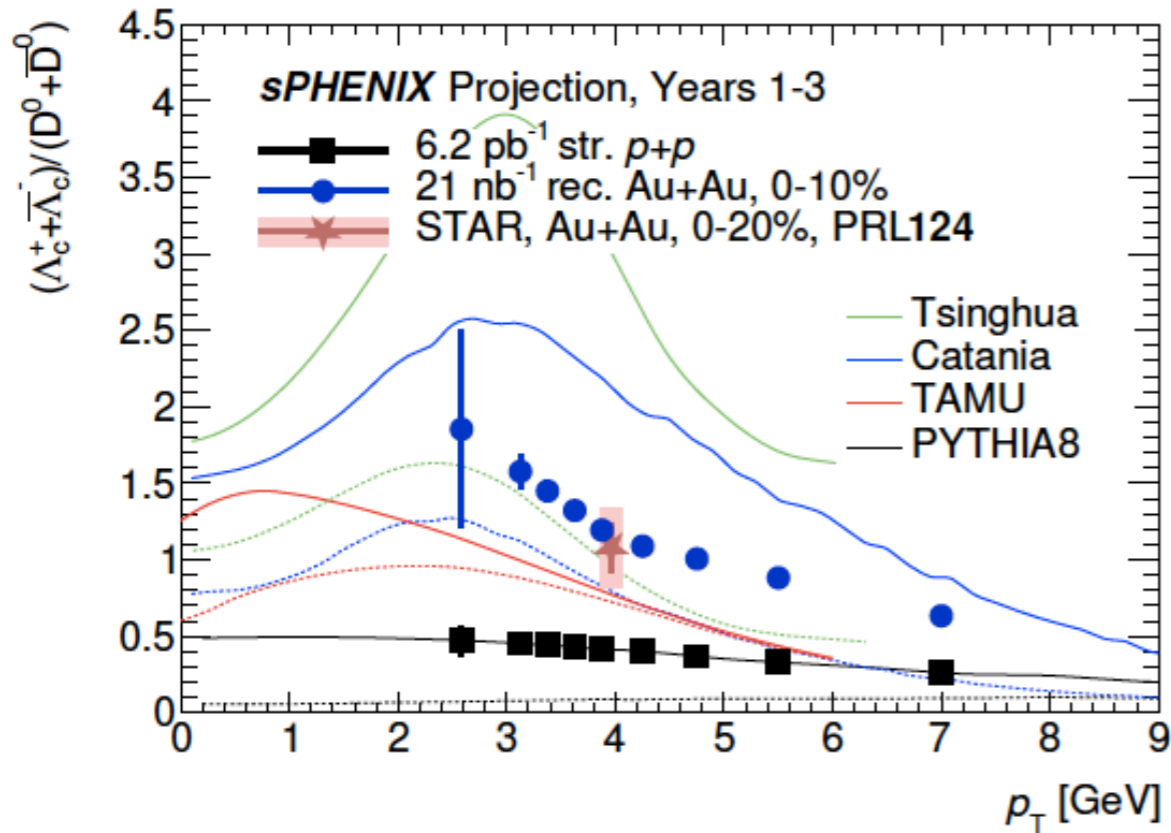 (Λc⁺+Λ̅c⁻)/(D⁰+D̅⁰)
4.5
4
3.5
3
2.5
2
1.5
1
0.5
0
sPHENIX Projection, Years 1-3
6.2 pb⁻¹ str. p+p
21 nb⁻¹ rec. Au+Au, 0-10%
STAR, Au+Au, 0-20%, PRL124
Tsinghua
Catania
TAMU
PYTHIA8
0 1 2 3 4 5 6 7 8 9
p_T [GeV]